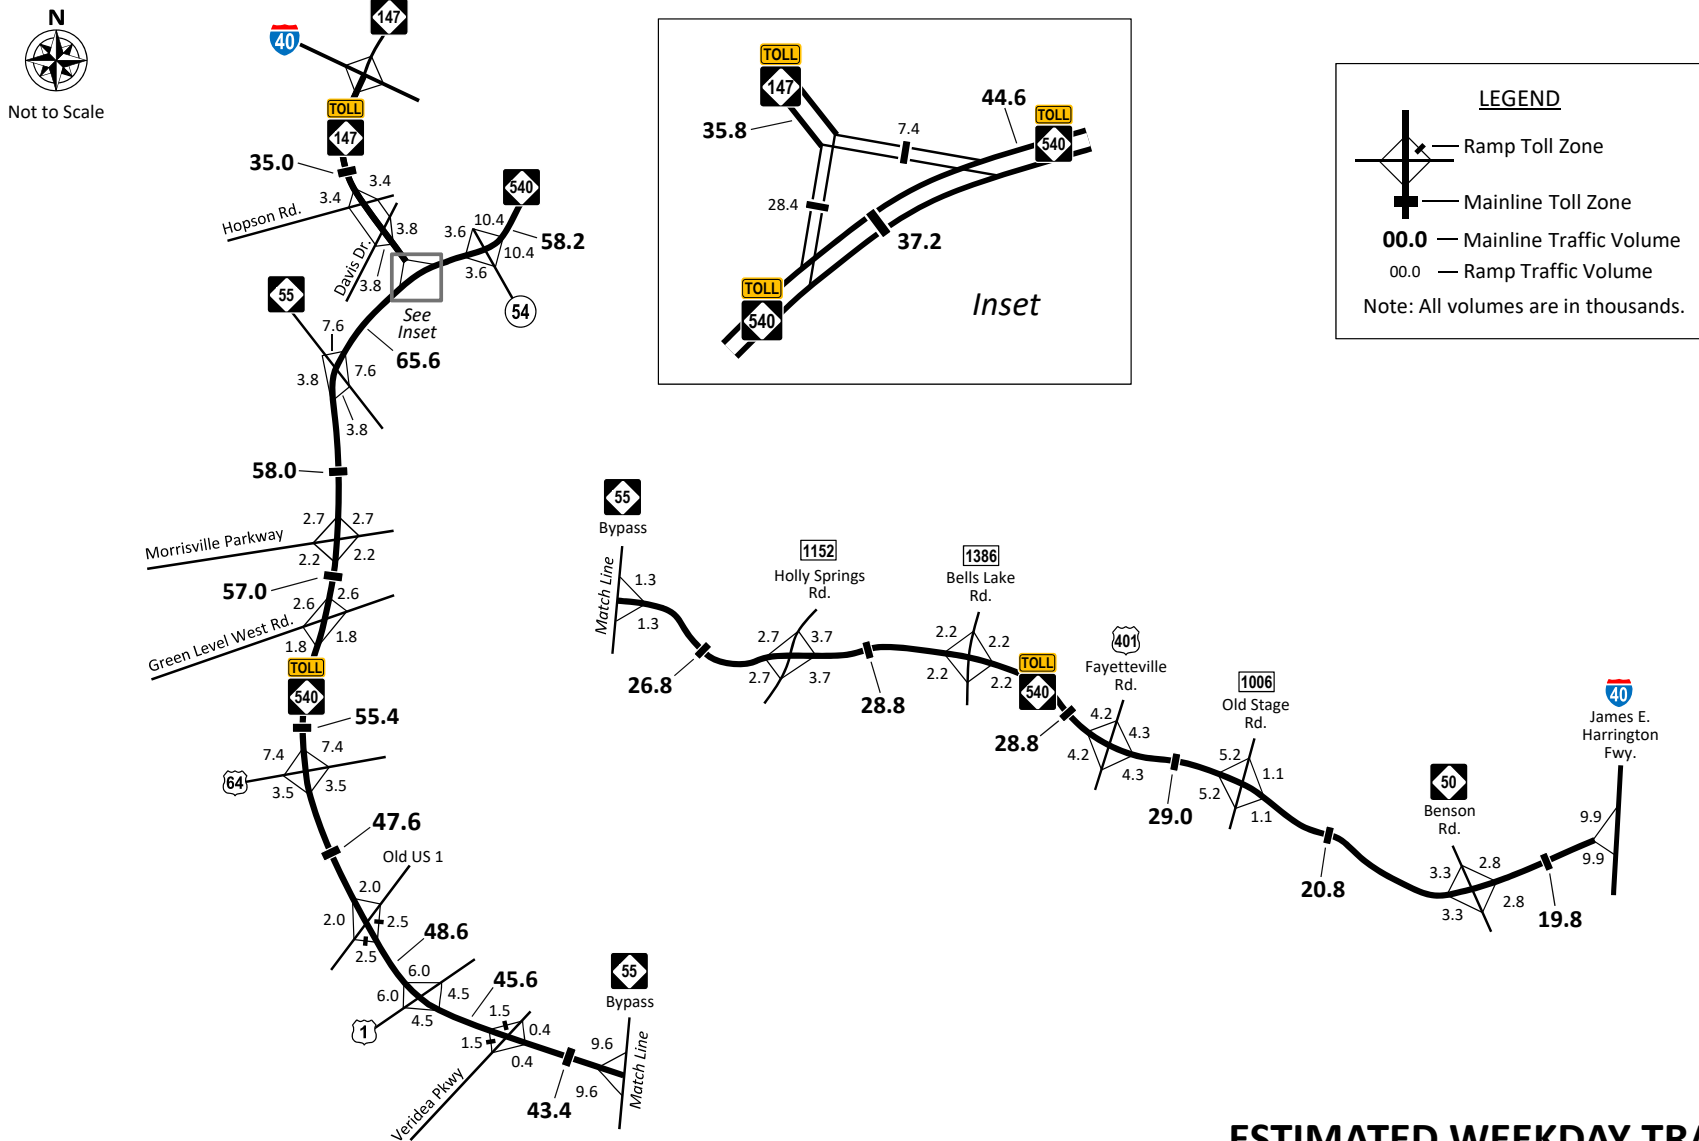 N
Not to Scale
40
147
TOLL
147
35.0
3.4
3.4
Hopson Rd.
3.8
Davis Dr.
3.8
540
10.4
3.6
58.2
10.4
3.6
54
See
Inset
55
7.6
65.6
7.6
3.8
3.8
58.0
2.7
2.7
Morrisville Parkway
2.2
2.2
57.0
2.6
2.6
Green Level West Rd.
1.8
1.8
TOLL
540
55.4
7.4
7.4
64
3.5
3.5
47.6
Old US 1
2.0
2.0
2.5
2.5
48.6
6.0
6.0
4.5
4.5
1
45.6
1.5
1.5
0.4
0.4
Veridea Pkwy
43.4
55
Bypass
9.6
9.6
Match Line
TOLL
147
35.8
7.4
44.6
TOLL
540
28.4
37.2
TOLL
540
Inset
LEGEND
Ramp Toll Zone
Mainline Toll Zone
00.0 Mainline Traffic Volume
00.0 Ramp Traffic Volume
Note: All volumes are in thousands.
55
Bypass
Match Line
1.3
1.3
26.8
1152
Holly Springs
Rd.
2.7
3.7
2.7
3.7
28.8
1386
Bells Lake
Rd.
2.2
2.2
2.2
2.2
TOLL
540
28.8
401
Fayetteville
Rd.
4.2
4.3
4.2
4.3
29.0
1006
Old Stage
Rd.
5.2
1.1
5.2
1.1
20.8
50
Benson
Rd.
3.3
2.8
3.3
2.8
19.8
40
James E.
Harrington
Fwy.
9.9
9.9
ESTIMATED WEEKDAY TRA